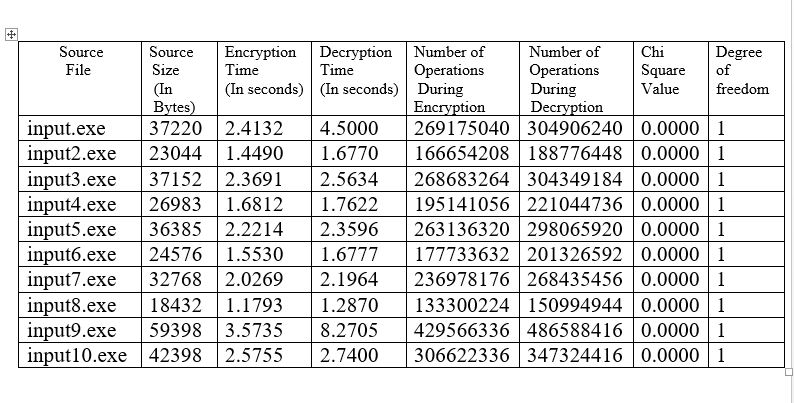 Source File Source Size (In Bytes) Encryption Time (In seconds) Decryption Time (In seconds) Number of Operations During Encryption Number of Operations During Decryption Chi Square Value Degree of freedom
input.exe 37220 2.4132 4.5000 269175040 304906240 0.0000 1
input2.exe 23044 1.4490 1.6770 166654208 188776448 0.0000 1
input3.exe 37152 2.3691 2.5634 268683264 304349184 0.0000 1
input4.exe 26983 1.6812 1.7622 195141056 221044736 0.0000 1
input5.exe 36385 2.2214 2.3596 263136320 298065920 0.0000 1
input6.exe 24576 1.5530 1.6777 177733632 201326592 0.0000 1
input7.exe 32768 2.0269 2.1964 236978176 268435456 0.0000 1
input8.exe 18432 1.1793 1.2870 133300224 150994944 0.0000 1
input9.exe 59398 3.5735 8.2705 429566336 486588416 0.0000 1
input10.exe 42398 2.5755 2.7400 306622336 347324416 0.0000 1